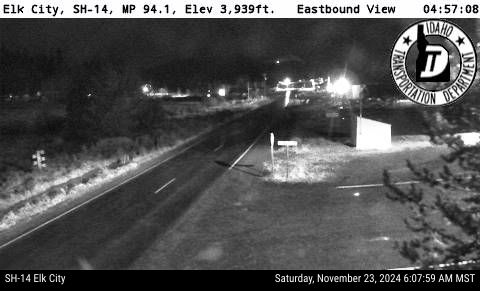 Elk City, SH-14, MP 94.1, Elev 3,939ft. Eastbound View 04:57:08
IDAHO
TRANSPORTATION DEPARTMENT
SH-14 Elk City Saturday, November 23, 2024 6:07:59 AM MST